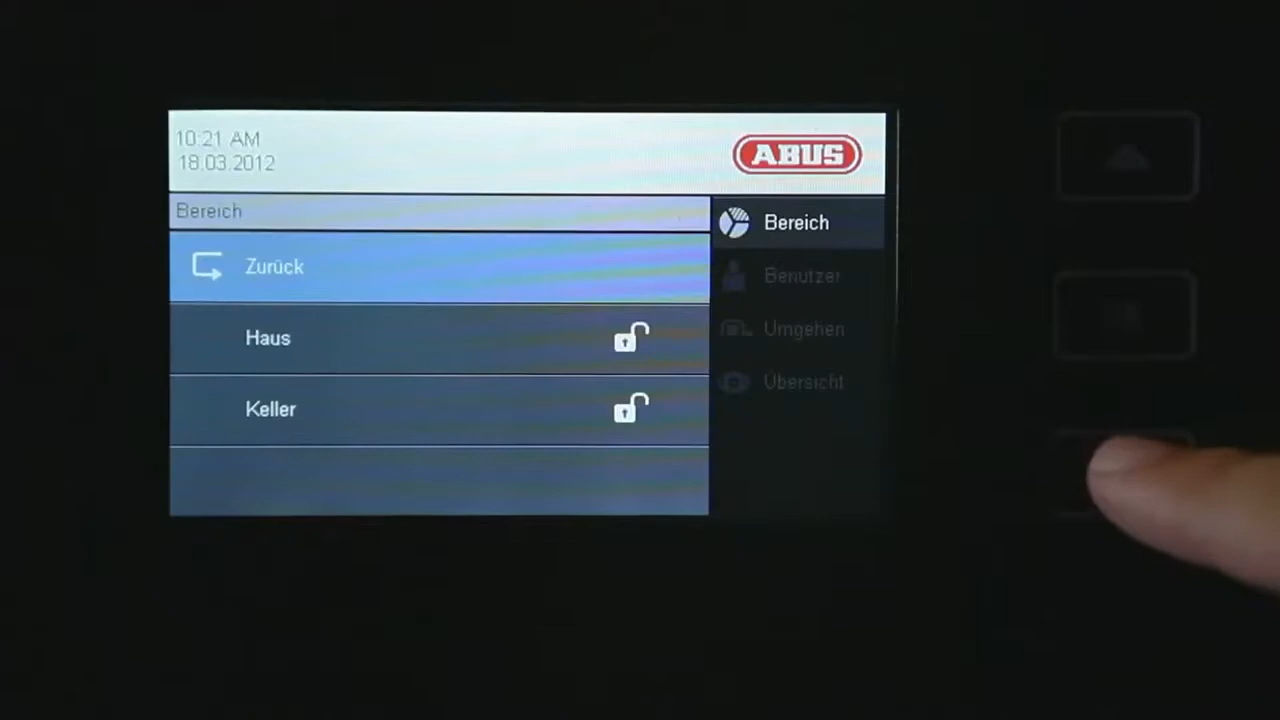 10:21 AM
18.03.2012
ABUS
Bereich
Zurück
Haus
Keller
Bereich
Benutzer
Umgehen
Übersicht